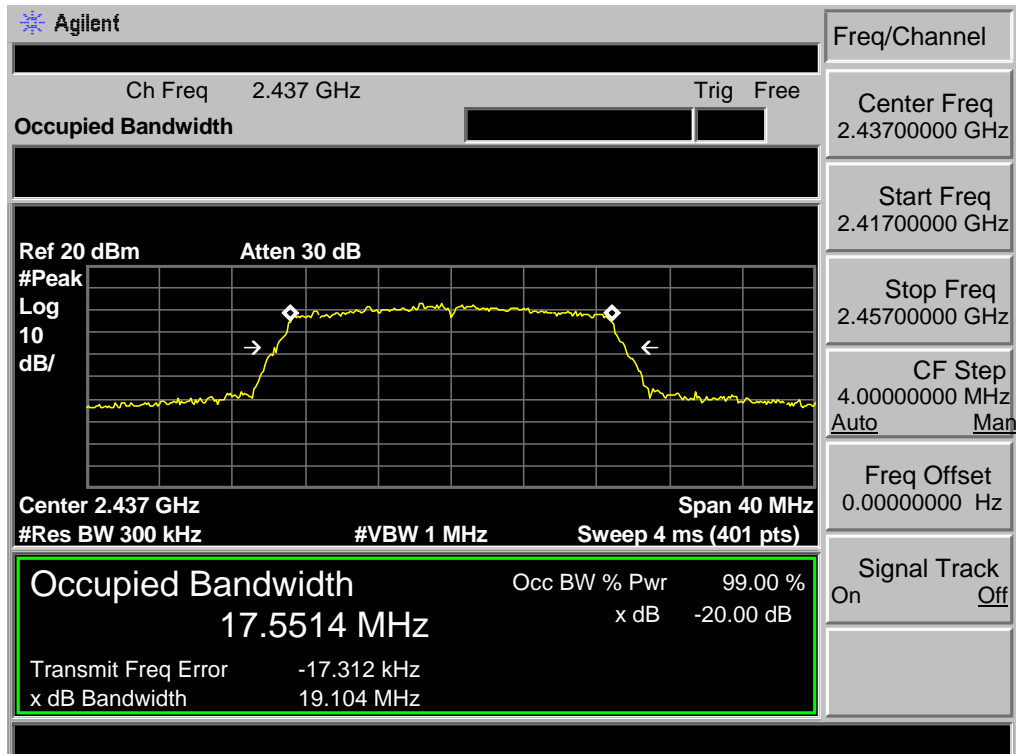 Agilent
Freq/Channel
Ch Freq 2.437 GHz Trig Free
Occupied Bandwidth
Center Freq
2.43700000 GHz
Start Freq
2.41700000 GHz
Stop Freq
2.45700000 GHz
CF Step
4.00000000 MHz
Auto Man
Freq Offset
0.00000000 Hz
Signal Track
On Off
Ref 20 dBm Atten 30 dB
#Peak
Log
10
dB/
Center 2.437 GHz Span 40 MHz
#Res BW 300 kHz #VBW 1 MHz Sweep 4 ms (401 pts)
Occupied Bandwidth Occ BW % Pwr 99.00 %
17.5514 MHz x dB -20.00 dB
Transmit Freq Error -17.312 kHz
x dB Bandwidth 19.104 MHz